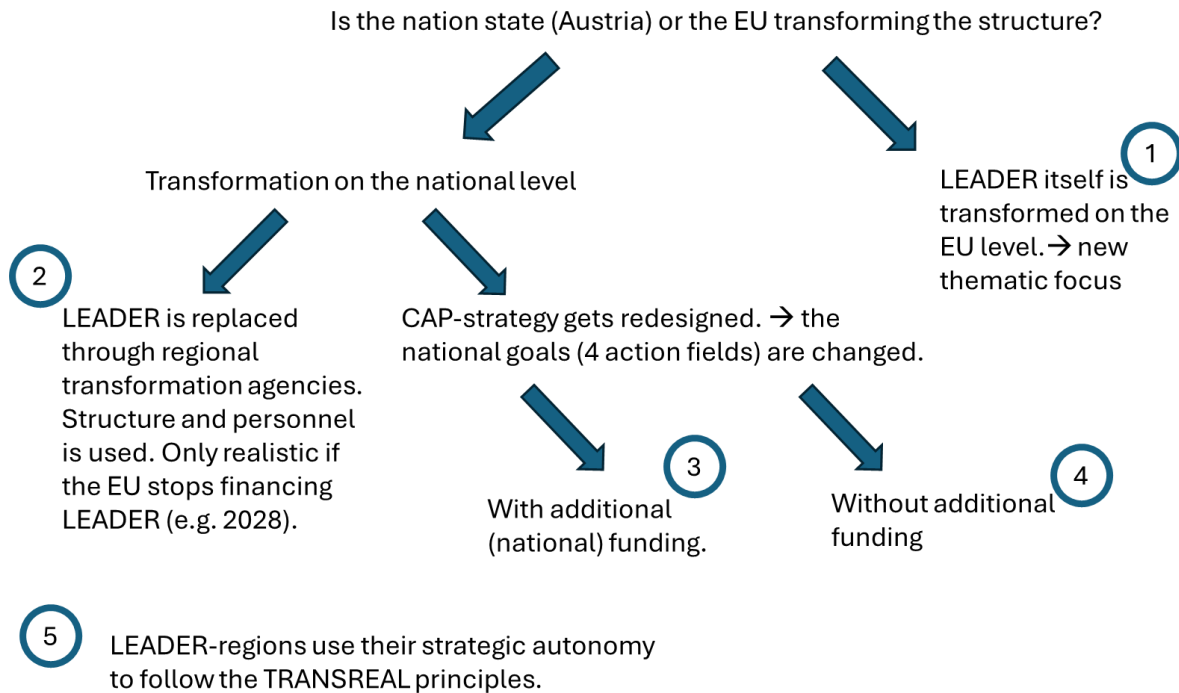 Is the nation state (Austria) or the EU transforming the structure?
1
Transformation on the national level
LEADER itself is
transformed on the
EU level. → new
thematic focus
2
LEADER is replaced
through regional
transformation agencies.
Structure and personnel
is used. Only realistic if
the EU stops financing
LEADER (e.g. 2028).
CAP-strategy gets redesigned. → the
national goals (4 action fields) are changed.
3
With additional
(national) funding.
4
Without additional
funding
5
LEADER-regions use their strategic autonomy
to follow the TRANSREAL principles.